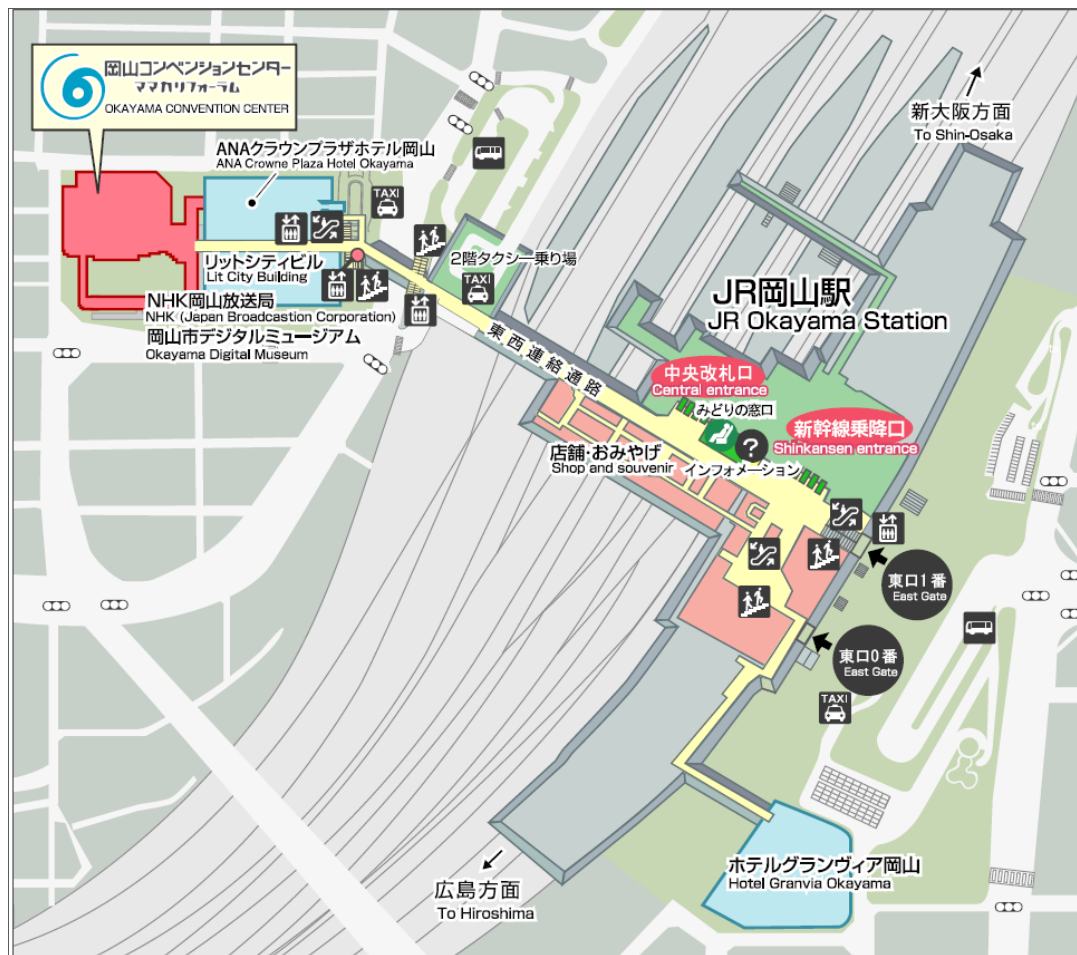 岡山コンベンションセンター
ママカリフォーラム
OKAYAMA CONVENTION CENTER
新大阪方面
To Shin-Osaka
ANAクラウンプラザホテル岡山
ANA Crowne Plaza Hotel Okayama
TAXI
2階タクシー乗り場
TAXI
リットシティビル
Lit City Building
NHK岡山放送局
NHK (Japan Broadcastion Corporation)
岡山市デジタルミュージアム
Okayama Digital Museum
JR岡山駅
JR Okayama Station
東西連絡通路
中央改札口
Central entrance
みどりの窓口
新幹線乗降口
Shinkansen entrance
?
店舗・おみやげ
Shop and souvenir
インフォメーション
東口1番
East Gate
東口0番
East Gate
TAXI
ホテルグランヴィア岡山
Hotel Granvia Okayama
広島方面
To Hiroshima